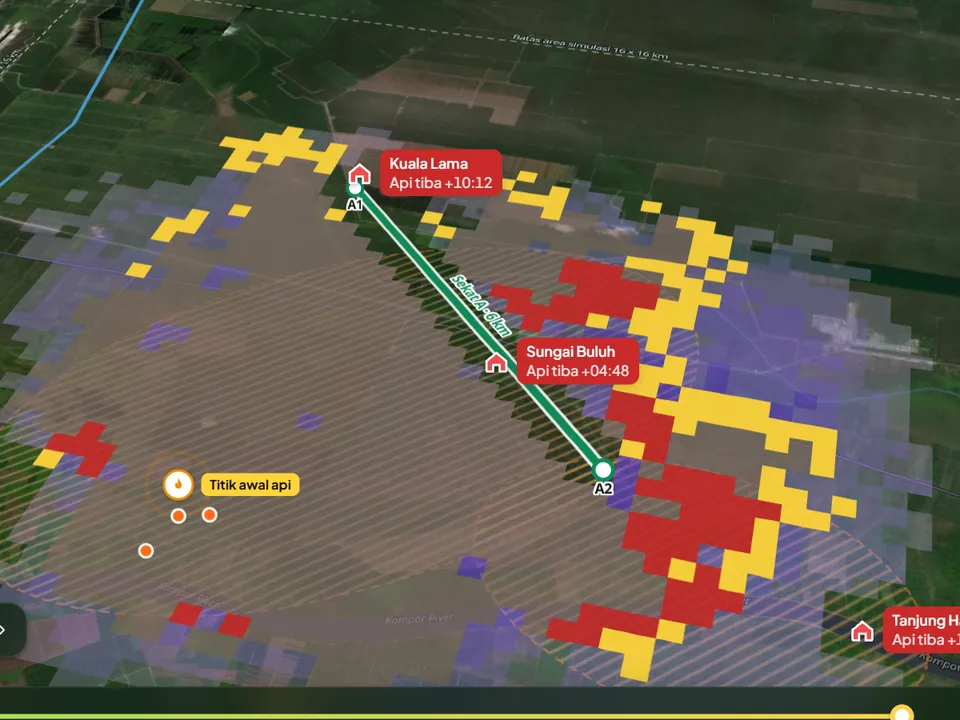 Batas area simulasi 16 x 16 km
Kuala Lama
Api tiba +10:12
A1
Sekat A · 6 km
Sungai Buluh
Api tiba +04:48
A2
Titik awal api
Kampar River
Tanjung Ha
Api tiba +1
Kampar